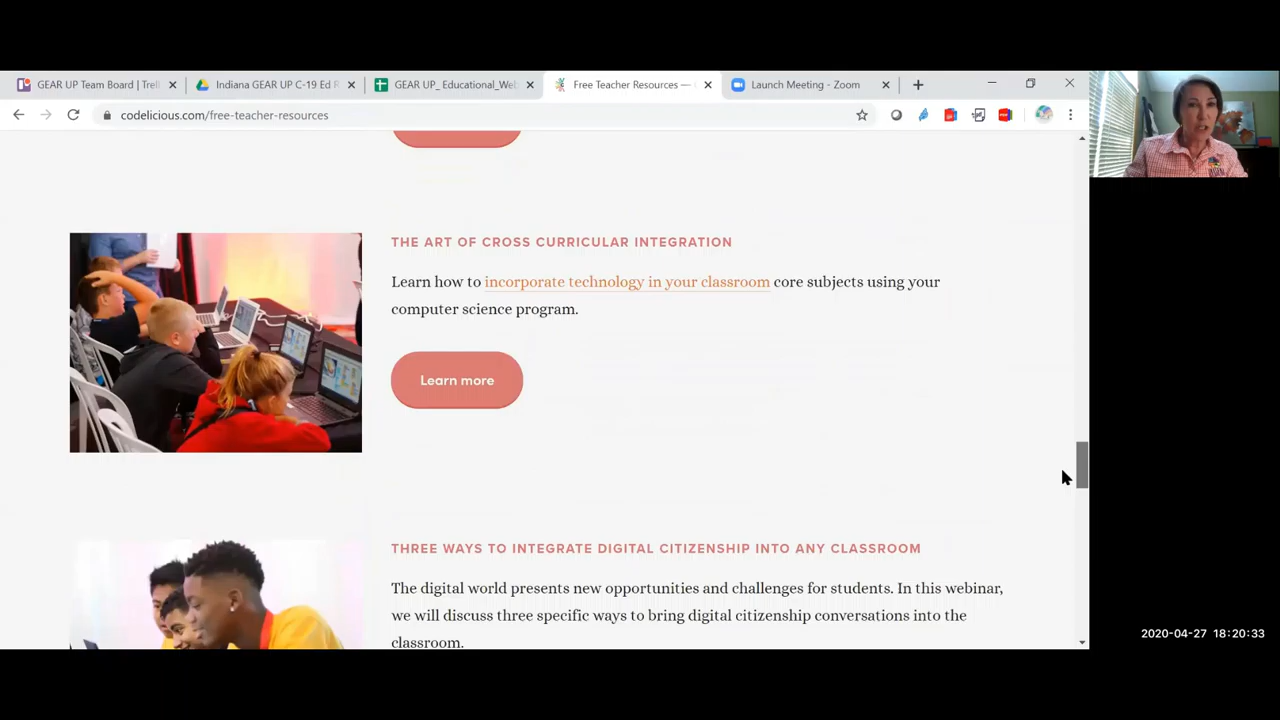 GEAR UP Team Board | Trell
Indiana GEAR UP C-19 Ed R
GEAR UP_ Educational_Web
Free Teacher Resources —
Launch Meeting - Zoom
codelicious.com/free-teacher-resources
THE ART OF CROSS CURRICULAR INTEGRATION
Learn how to incorporate technology in your classroom core subjects using your
computer science program.
Learn more
THREE WAYS TO INTEGRATE DIGITAL CITIZENSHIP INTO ANY CLASSROOM
The digital world presents new opportunities and challenges for students. In this webinar,
we will discuss three specific ways to bring digital citizenship conversations into the
classroom.
2020-04-27 18:20:33